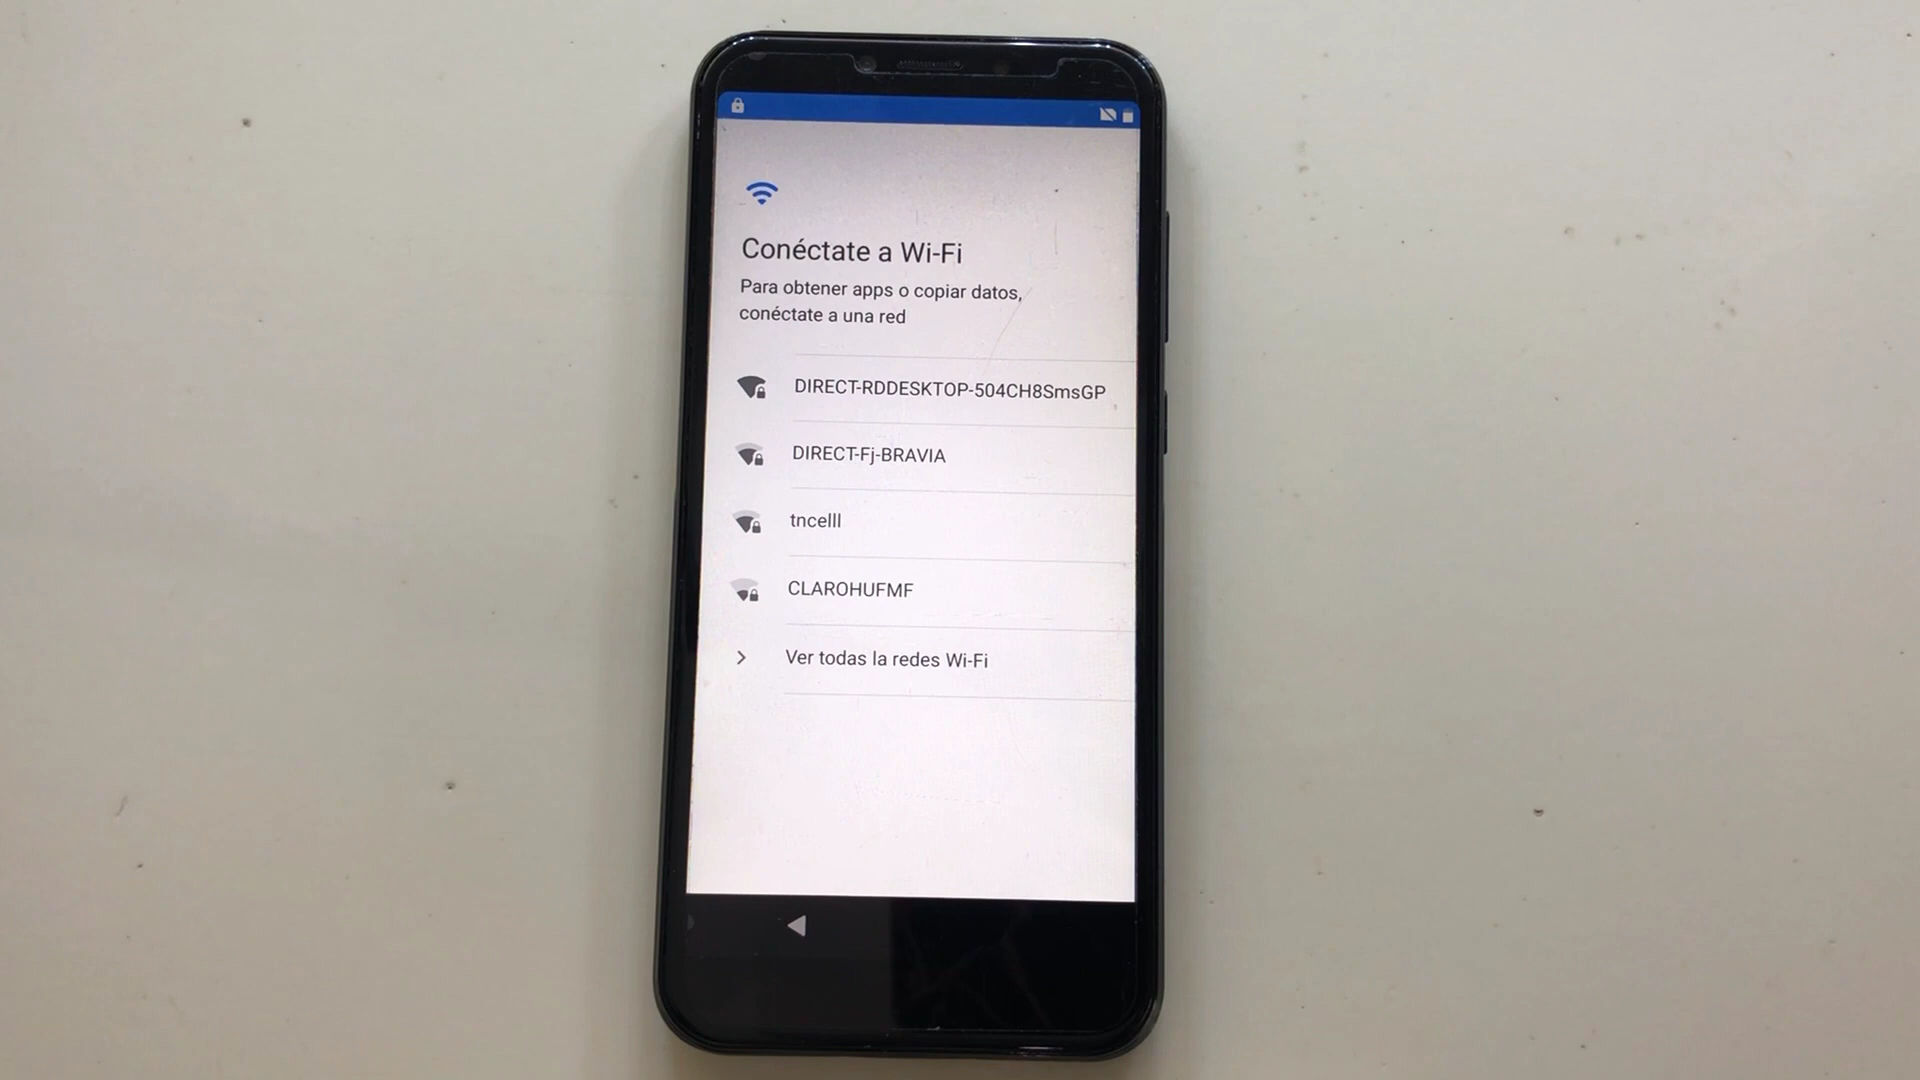 Conéctate a Wi-Fi
Para obtener apps o copiar datos,
conéctate a una red
DIRECT-RDDESKTOP-504CH8SmsGP
DIRECT-Fj-BRAVIA
tncelll
CLAROHUFMF
Ver todas la redes Wi-Fi